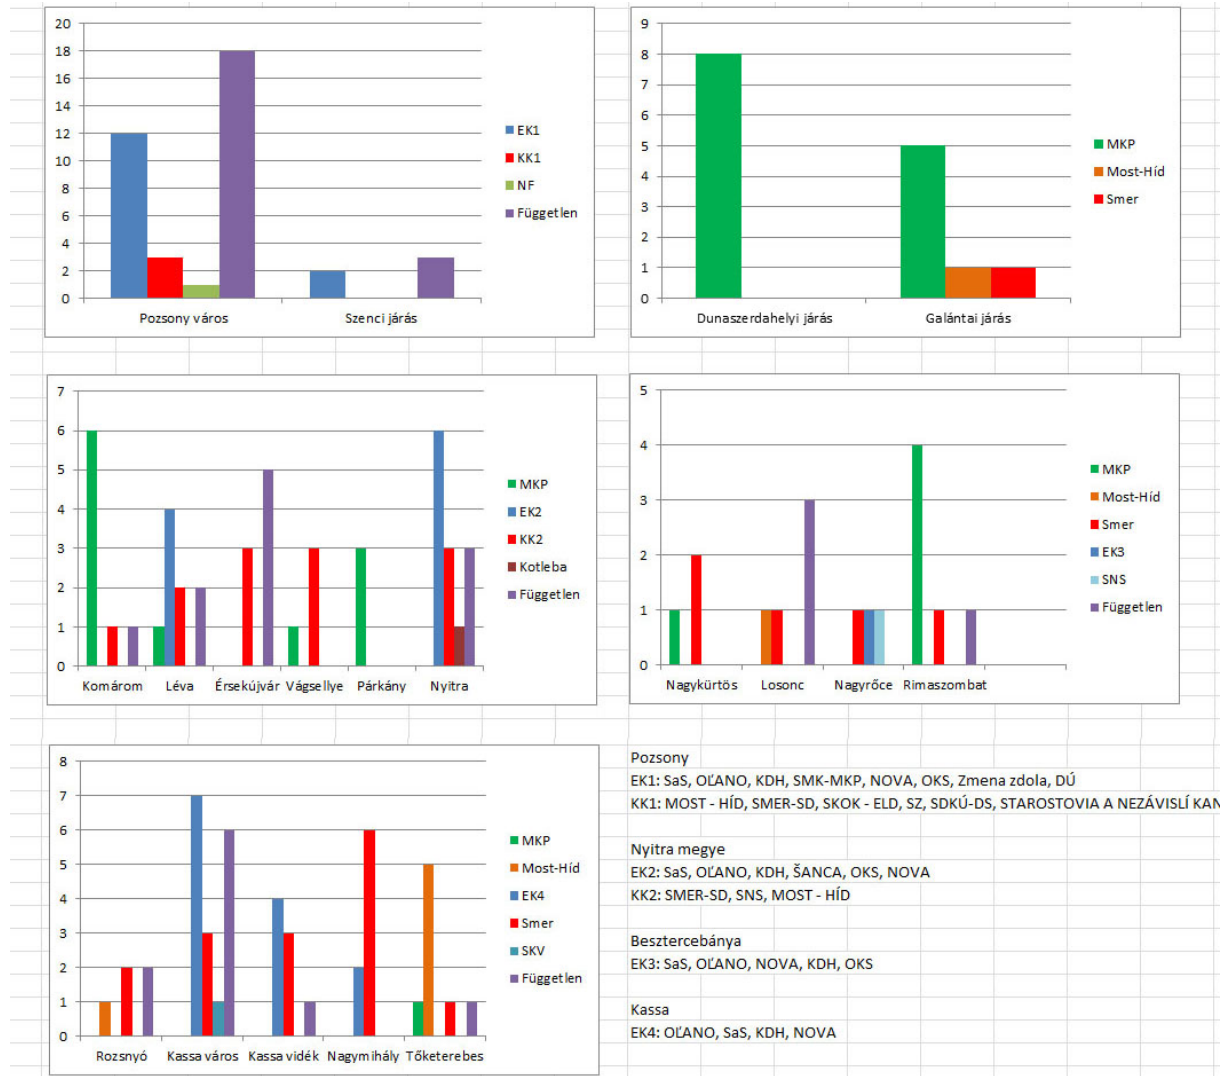 20
18
16
14
12
10
8
6
4
2
0
Pozsony város
Szenci járás
EK1
KK1
NF
Független
9
8
7
6
5
4
3
2
1
0
Dunaszerdahelyi járás
Galántai járás
MKP
Most-Híd
Smer
7
6
5
4
3
2
1
0
Komárom Léva Érsekújvár Vágsellye Párkány Nyitra
MKP
EK2
KK2
Kotleba
Független
5
4
3
2
1
0
Nagykürtös Losonc Nagyrőce Rimaszombat
MKP
Most-Híd
Smer
EK3
SNS
Független
8
7
6
5
4
3
2
1
0
Rozsnyó Kassa város Kassa vidék Nagymihály Tőketerebes
MKP
Most-Híd
EK4
Smer
SKV
Független
Pozsony
EK1: SaS, OĽANO, KDH, SMK-MKP, NOVA, OKS, Zmena zdola, DÚ
KK1: MOST - HÍD, SMER-SD, SKOK - ELD, SZ, SDKÚ-DS, STAROSTOVIA A NEZÁVISLÍ KAN
Nyitra megye
EK2: SaS, OĽANO, KDH, ŠANCA, OKS, NOVA
KK2: SMER-SD, SNS, MOST - HÍD
Besztercebánya
EK3: SaS, OĽANO, NOVA, KDH, OKS
Kassa
EK4: OĽANO, SaS, KDH, NOVA